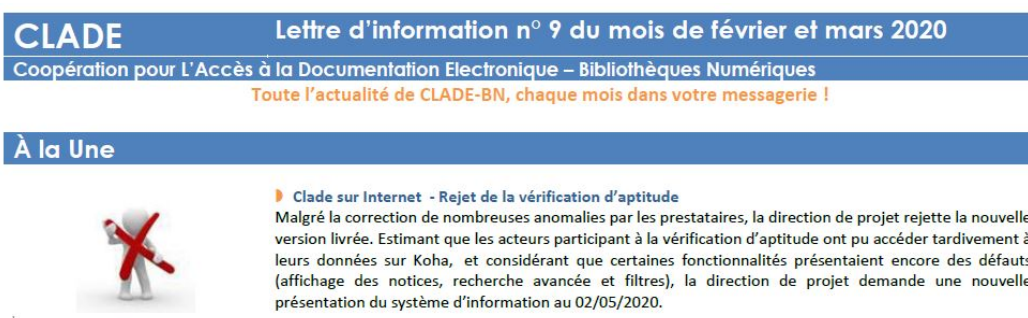 CLADE
Lettre d'information n° 9 du mois de février et mars 2020
Coopération pour L'Accès à la Documentation Electronique – Bibliothèques Numériques
Toute l'actualité de CLADE-BN, chaque mois dans votre messagerie !
À la Une
Clade sur Internet - Rejet de la vérification d'aptitude
Malgré la correction de nombreuses anomalies par les prestataires, la direction de projet rejette la nouvelle
version livrée. Estimant que les acteurs participant à la vérification d'aptitude ont pu accéder tardivement à
leurs données sur Koha, et considérant que certaines fonctionnalités présentaient encore des défauts
(affichage des notices, recherche avancée et filtres), la direction de projet demande une nouvelle
présentation du système d'information au 02/05/2020.